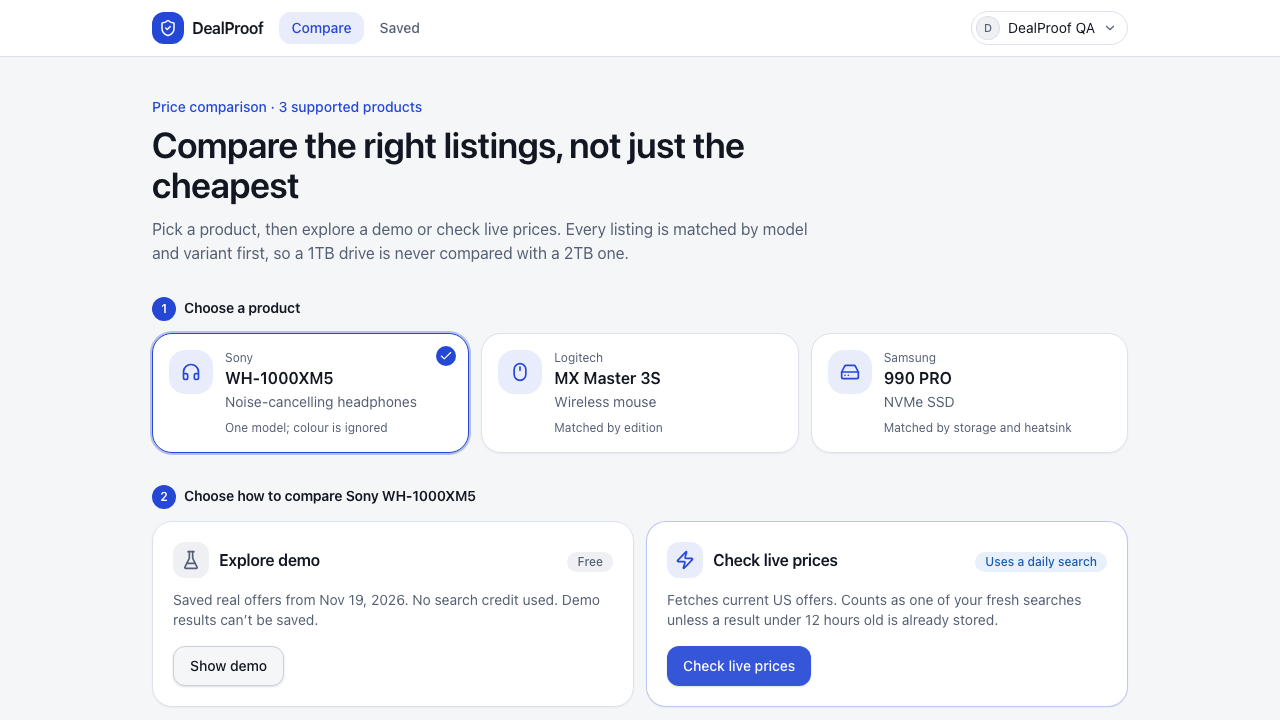 DealProof
Compare
Saved
D
DealProof QA
Price comparison · 3 supported products
Compare the right listings, not just the
cheapest
Pick a product, then explore a demo or check live prices. Every listing is matched by model
and variant first, so a 1TB drive is never compared with a 2TB one.
1
Choose a product
Sony
WH-1000XM5
Noise-cancelling headphones
One model; colour is ignored
Logitech
MX Master 3S
Wireless mouse
Matched by edition
Samsung
990 PRO
NVMe SSD
Matched by storage and heatsink
2
Choose how to compare Sony WH-1000XM5
Explore demo
Free
Saved real offers from Nov 19, 2026. No search credit used. Demo
results can’t be saved.
Show demo
Check live prices
Uses a daily search
Fetches current US offers. Counts as one of your fresh searches
unless a result under 12 hours old is already stored.
Check live prices